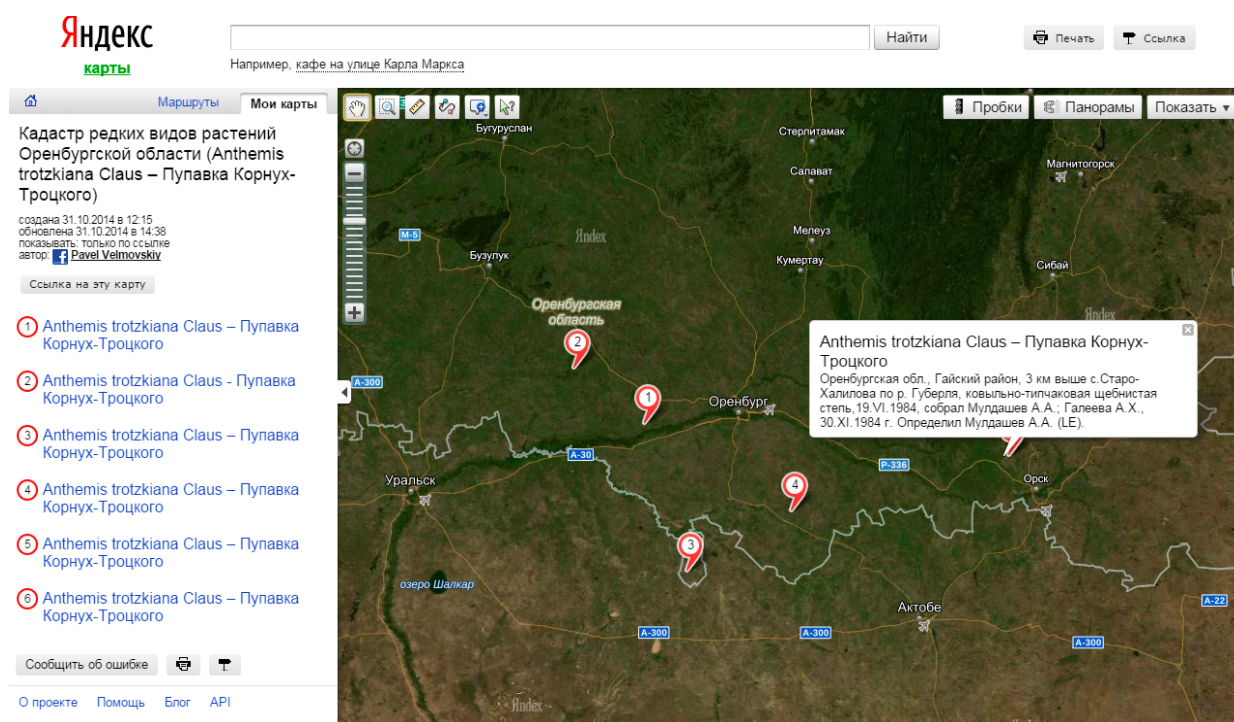 Яндекс
карты
Найти
Например, кафе на улице Карла Маркса
Печать
Ссылка
Маршруты
Мои карты
Кадастр редких видов растений
Оренбургской области (Anthemis
trotzkiana Claus – Пупавка Корнух-
Троцкого)
создана 31.10.2014 в 12:15
обновлена 31.10.2014 в 14:38
показывать: только по ссылке
автор: Pavel Velmovskiy
Ссылка на эту карту
1 Anthemis trotzkiana Claus – Пупавка
Корнух-Троцкого
2 Anthemis trotzkiana Claus - Пупавка
Корнух-Троцкого
3 Anthemis trotzkiana Claus – Пупавка
Корнух-Троцкого
4 Anthemis trotzkiana Claus – Пупавка
Корнух-Троцкого
5 Anthemis trotzkiana Claus – Пупавка
Корнух-Троцкого
6 Anthemis trotzkiana Claus – Пупавка
Корнух-Троцкого
Сообщить об ошибке
О проекте Помощь Блог API
Пробки
Панорамы
Показать
Бугуруслан
Стерлитамак
Салават
Магнитогорск
М-5
Яndex
Мелеуз
Бузулук
Кумертау
Сибай
Оренбургская
область
Яndex
2
Anthemis trotzkiana Claus – Пупавка Корнух-
Троцкого
Оренбургская обл., Гайский район, 3 км выше с.Старо-
Халилова по р. Губерля, ковыльно-типчаковая щебнистая
степь,19.VI.1984, собрал Мулдашев А.А.; Галеева А.Х.,
30.XI.1984 г. Определил Мулдашев А.А. (LE).
А-300
1
Оренбург
А-30
Р-336
Уральск
4
Орск
3
озеро Шалкар
Актобе
А-22
А-300
А-300
А-300
Яndex
Яndex